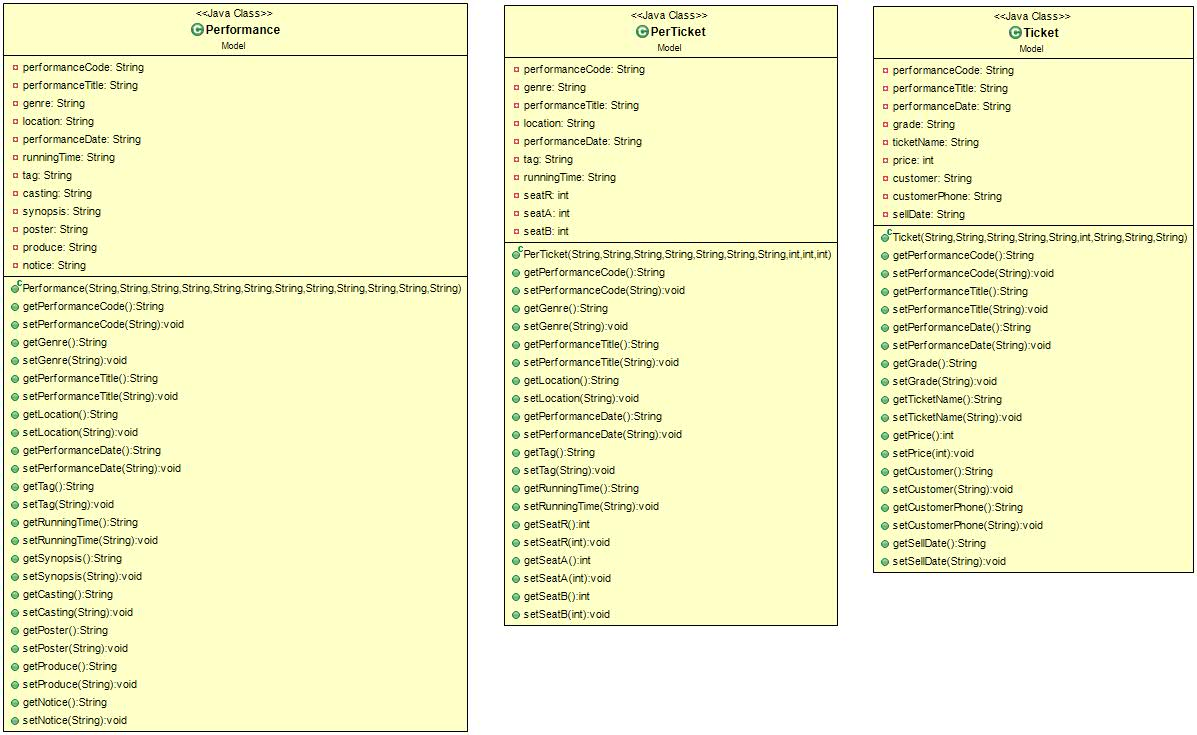 <<Java Class>>
Performance
Model
performanceCode: String
performanceTitle: String
genre: String
location: String
performanceDate: String
runningTime: String
tag: String
casting: String
synopsis: String
poster: String
produce: String
notice: String
Performance(String,String,String,String,String,String,String,String,String,String,String,String)
getPerformanceCode():String
setPerformanceCode(String):void
getGenre():String
setGenre(String):void
getPerformanceTitle():String
setPerformanceTitle(String):void
getLocation():String
setLocation(String):void
getPerformanceDate():String
setPerformanceDate(String):void
getTag():String
setTag(String):void
getRunningTime():String
setRunningTime(String):void
getSynopsis():String
setSynopsis(String):void
getCasting():String
setCasting(String):void
getPoster():String
setPoster(String):void
getProduce():String
setProduce(String):void
getNotice():String
setNotice(String):void
<<Java Class>>
PerTicket
Model
performanceCode: String
genre: String
performanceTitle: String
location: String
performanceDate: String
tag: String
runningTime: String
seatR: int
seatA: int
seatB: int
PerTicket(String,String,String,String,String,String,String,int,int,int)
getPerformanceCode():String
setPerformanceCode(String):void
getGenre():String
setGenre(String):void
getPerformanceTitle():String
setPerformanceTitle(String):void
getLocation():String
setLocation(String):void
getPerformanceDate():String
setPerformanceDate(String):void
getTag():String
setTag(String):void
getRunningTime():String
setRunningTime(String):void
getSeatR():int
setSeatR(int):void
getSeatA():int
setSeatA(int):void
getSeatB():int
setSeatB(int):void
<<Java Class>>
Ticket
Model
performanceCode: String
performanceTitle: String
performanceDate: String
grade: String
ticketName: String
price: int
customer: String
customerPhone: String
sellDate: String
Ticket(String,String,String,String,String,int,String,String,String)
getPerformanceCode():String
setPerformanceCode(String):void
getPerformanceTitle():String
setPerformanceTitle(String):void
getPerformanceDate():String
setPerformanceDate(String):void
getGrade():String
setGrade(String):void
getTicketName():String
setTicketName(String):void
getPrice():int
setPrice(int):void
getCustomer():String
setCustomer(String):void
getCustomerPhone():String
setCustomerPhone(String):void
getSellDate():String
setSellDate(String):void